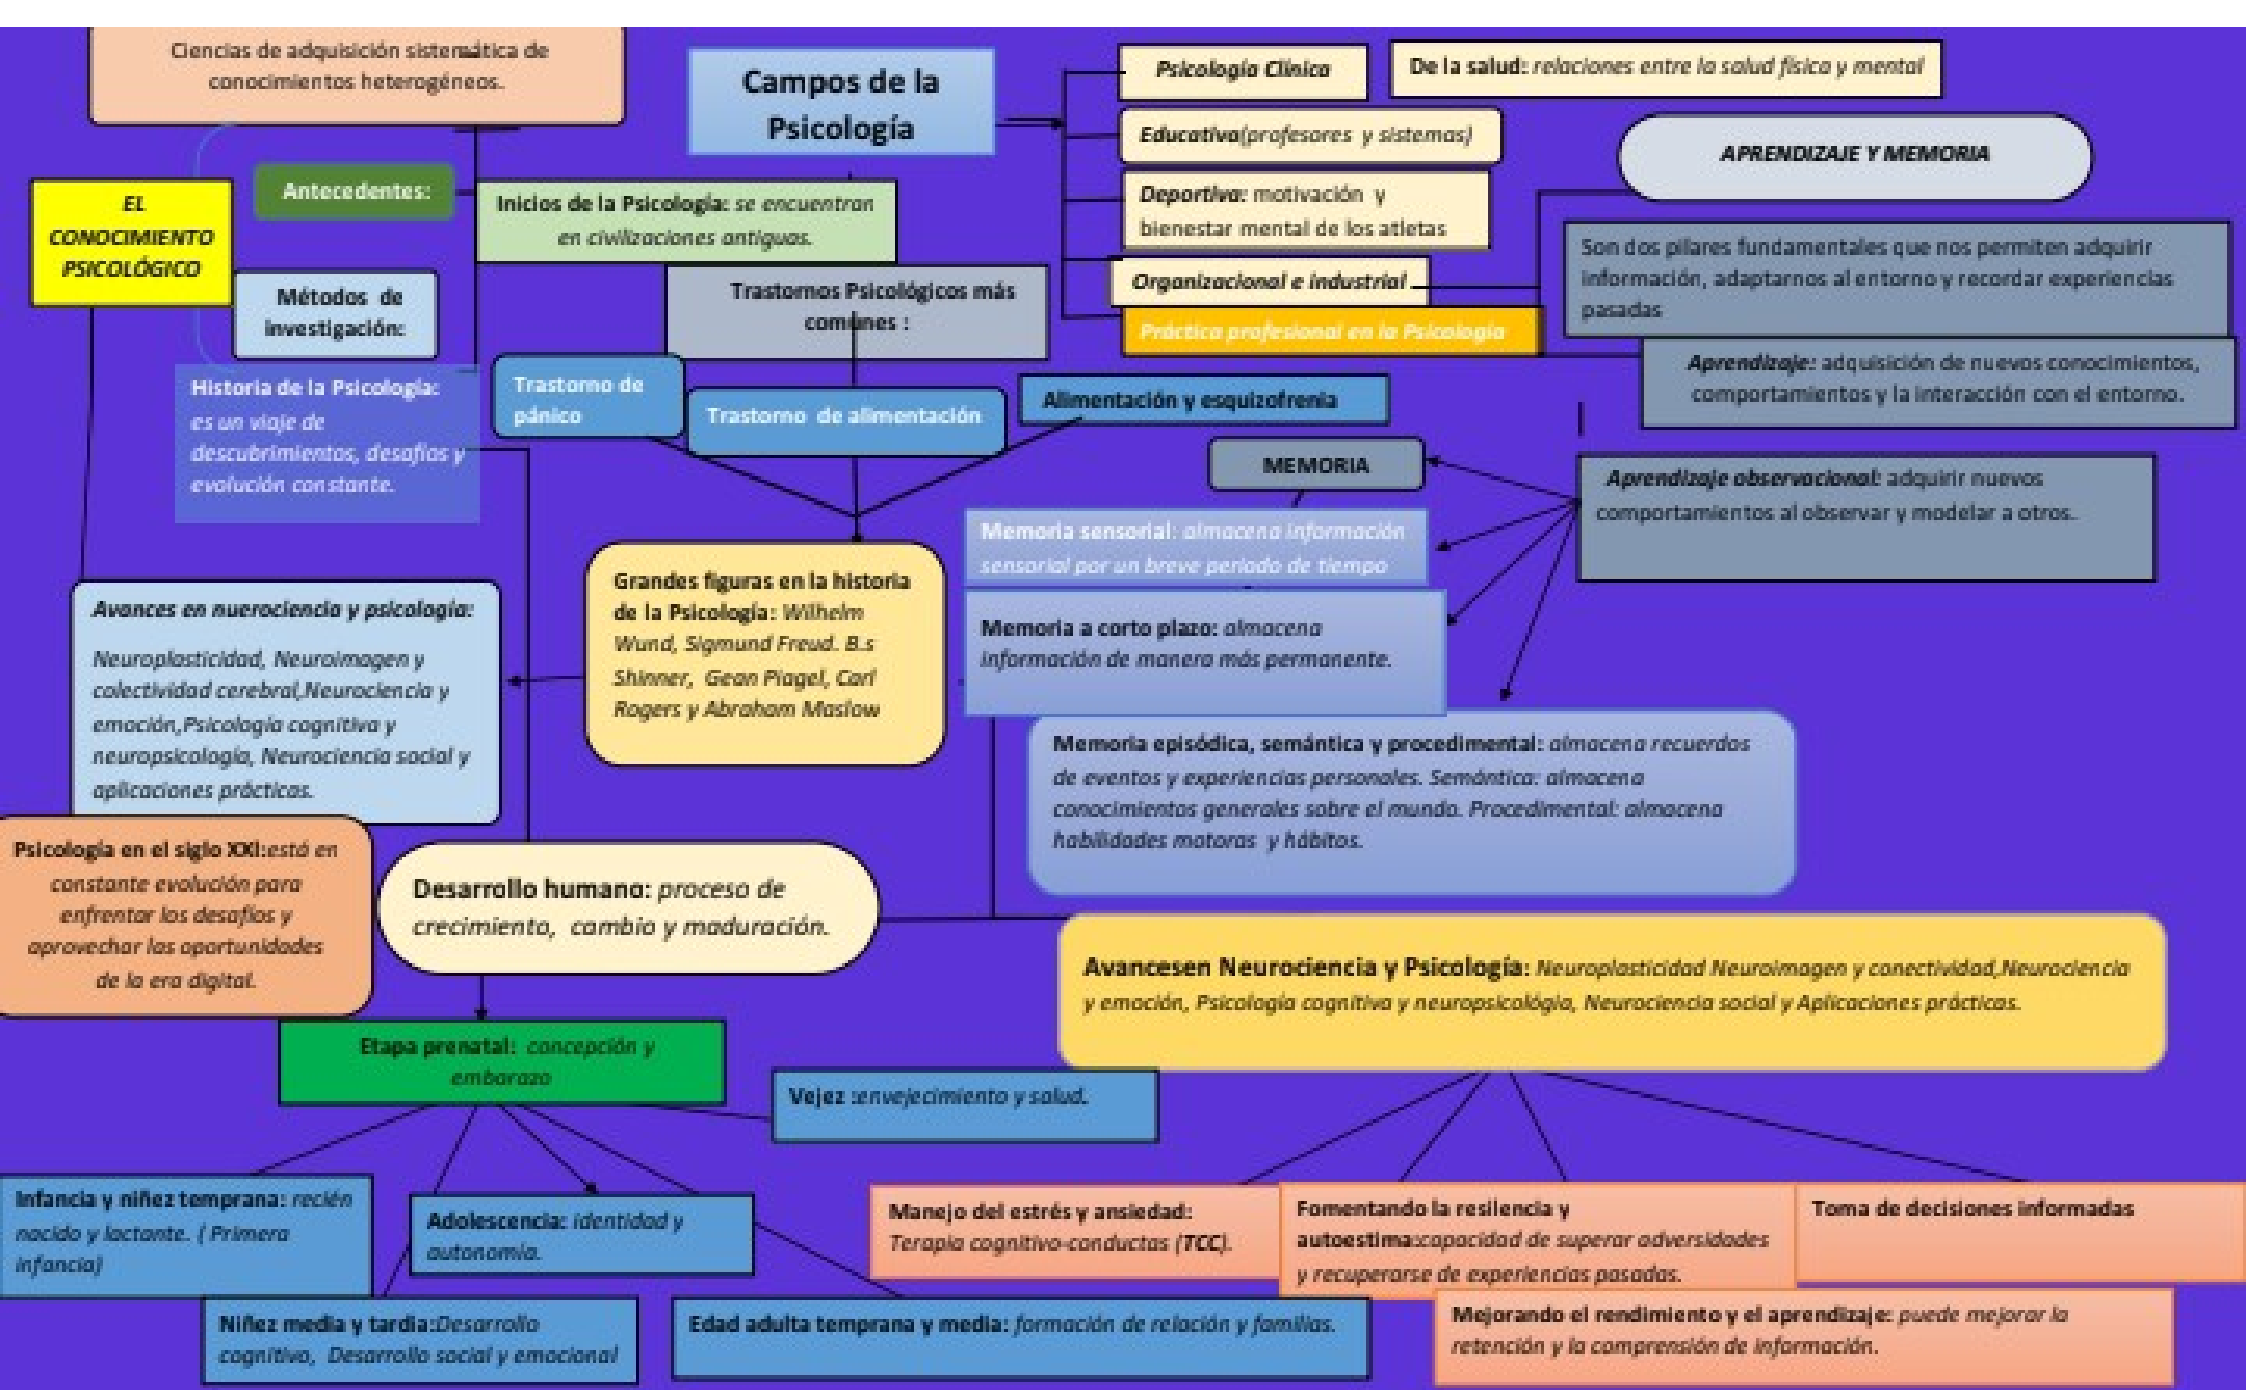 Ciencias de adquisición sistemática de
conocimientos heterogéneos.
Campos de la
Psicología
Psicología Clínica
De la salud: relaciones entre la salud física y mental
Educativa(profesores y sistemas)
APRENDIZAJE Y MEMORIA
Deportiva: motivación y
bienestar mental de los atletas
EL
CONOCIMIENTO
PSICOLÓGICO
Antecedentes:
Inicios de la Psicología: se encuentran
en civilizaciones antiguas.
Son dos pilares fundamentales que nos permiten adquirir
información, adaptarnos al entorno y recordar experiencias
pasadas
Organizacional e industrial
Métodos de
investigación:
Trastornos Psicológicos más
comunes :
Práctica profesional en la Psicología
Aprendizaje: adquisición de nuevos conocimientos,
comportamientos y la interacción con el entorno.
Historia de la Psicología:
es un viaje de
descubrimientos, desafíos y
evolución constante.
Trastorno de
pánico
Trastorno de alimentación
Alimentación y esquizofrenia
MEMORIA
Aprendizaje observacional: adquirir nuevos
comportamientos al observar y modelar a otros.
Memoria sensorial: almacena información
sensorial por un breve periodo de tiempo
Grandes figuras en la historia
de la Psicología: Wilhelm
Wund, Sigmund Freud. B.s
Shinner, Gean Piagel, Carl
Rogers y Abraham Maslow
Avances en nuerociencia y psicología:
Neuroplasticidad, Neuroimagen y
colectividad cerebral,Neurociencia y
emoción,Psicología cognitiva y
neuropsicología, Neurociencia social y
aplicaciones prácticas.
Memoria a corto plazo: almacena
información de manera más permanente.
Memoria episódica, semántica y procedimental: almacena recuerdos
de eventos y experiencias personales. Semántica: almacena
conocimientos generales sobre el mundo. Procedimental: almacena
habilidades motoras y hábitos.
Psicología en el siglo XXI:está en
constante evolución para
enfrentar los desafíos y
aprovechar las oportunidades
de la era digital.
Desarrollo humano: proceso de
crecimiento, cambio y maduración.
Avancesen Neurociencia y Psicología: Neuroplasticidad Neuroimagen y conectividad,Neurociencia
y emoción, Psicología cognitiva y neuropsicológia, Neurociencia social y Aplicaciones prácticas.
Etapa prenatal: concepción y
embarazo
Vejez :envejecimiento y salud.
Infancia y niñez temprana: recién
nacido y lactante. ( Primera
infancia)
Adolescencia: identidad y
autonomía.
Manejo del estrés y ansiedad:
Terapia cognitivo-conductas (TCC).
Fomentando la resilencia y
autoestima:capacidad de superar adversidades
y recuperarse de experiencias pasadas.
Toma de decisiones informadas
Niñez media y tardia:Desarrollo
cognitivo, Desarrollo social y emocional
Edad adulta temprana y media: formación de relación y familias.
Mejorando el rendimiento y el aprendizaje: puede mejorar la
retención y la comprensión de información.